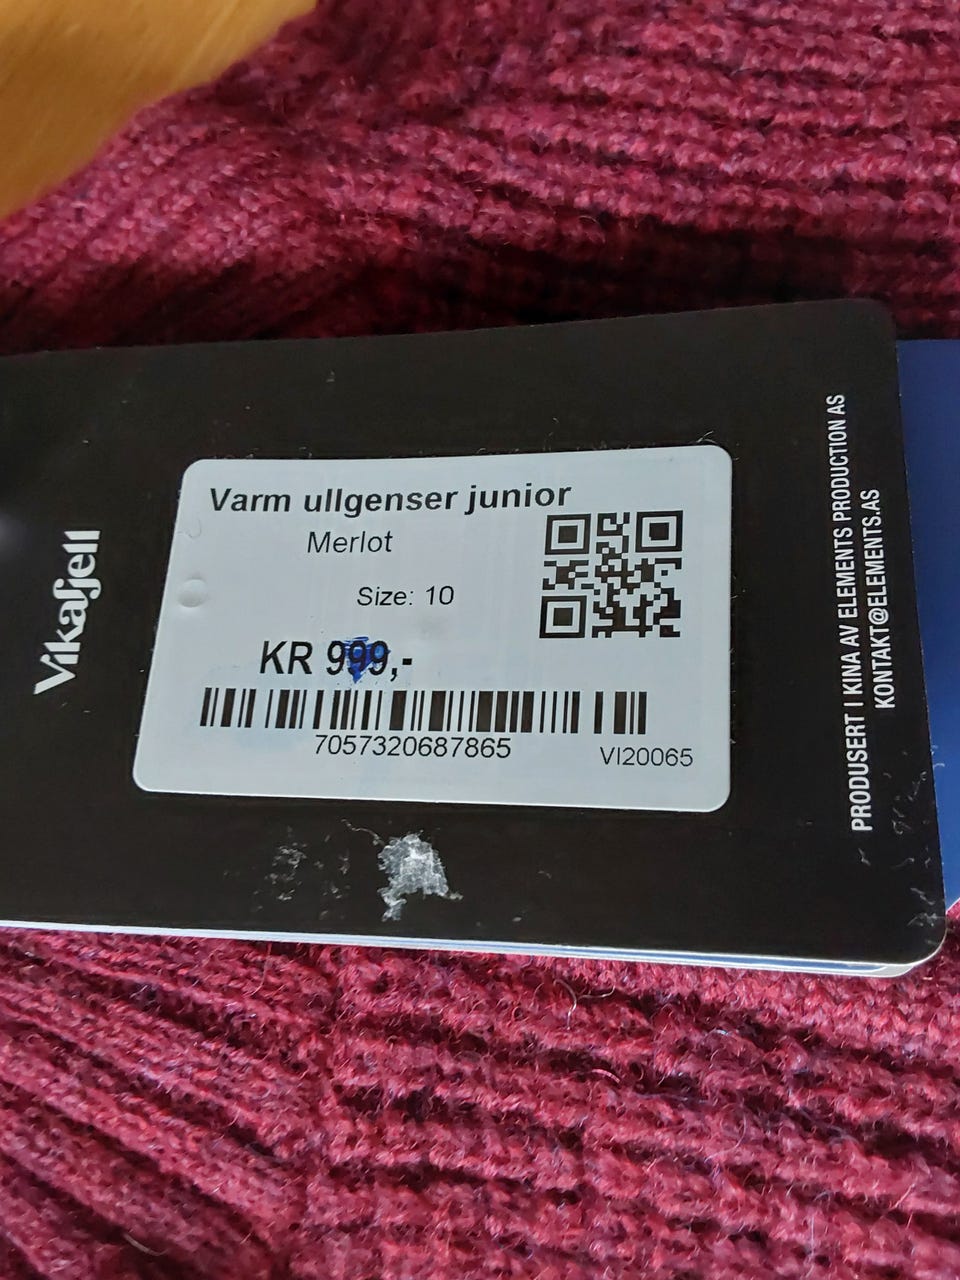 Vikafjell
Varm ullgenser junior
Merlot
Size: 10
KR 999,-
7057320687865
VI20065
PRODUSERT I KINA AV ELEMENTS PRODUCTION AS
KONTAKT@ELEMENTS.AS